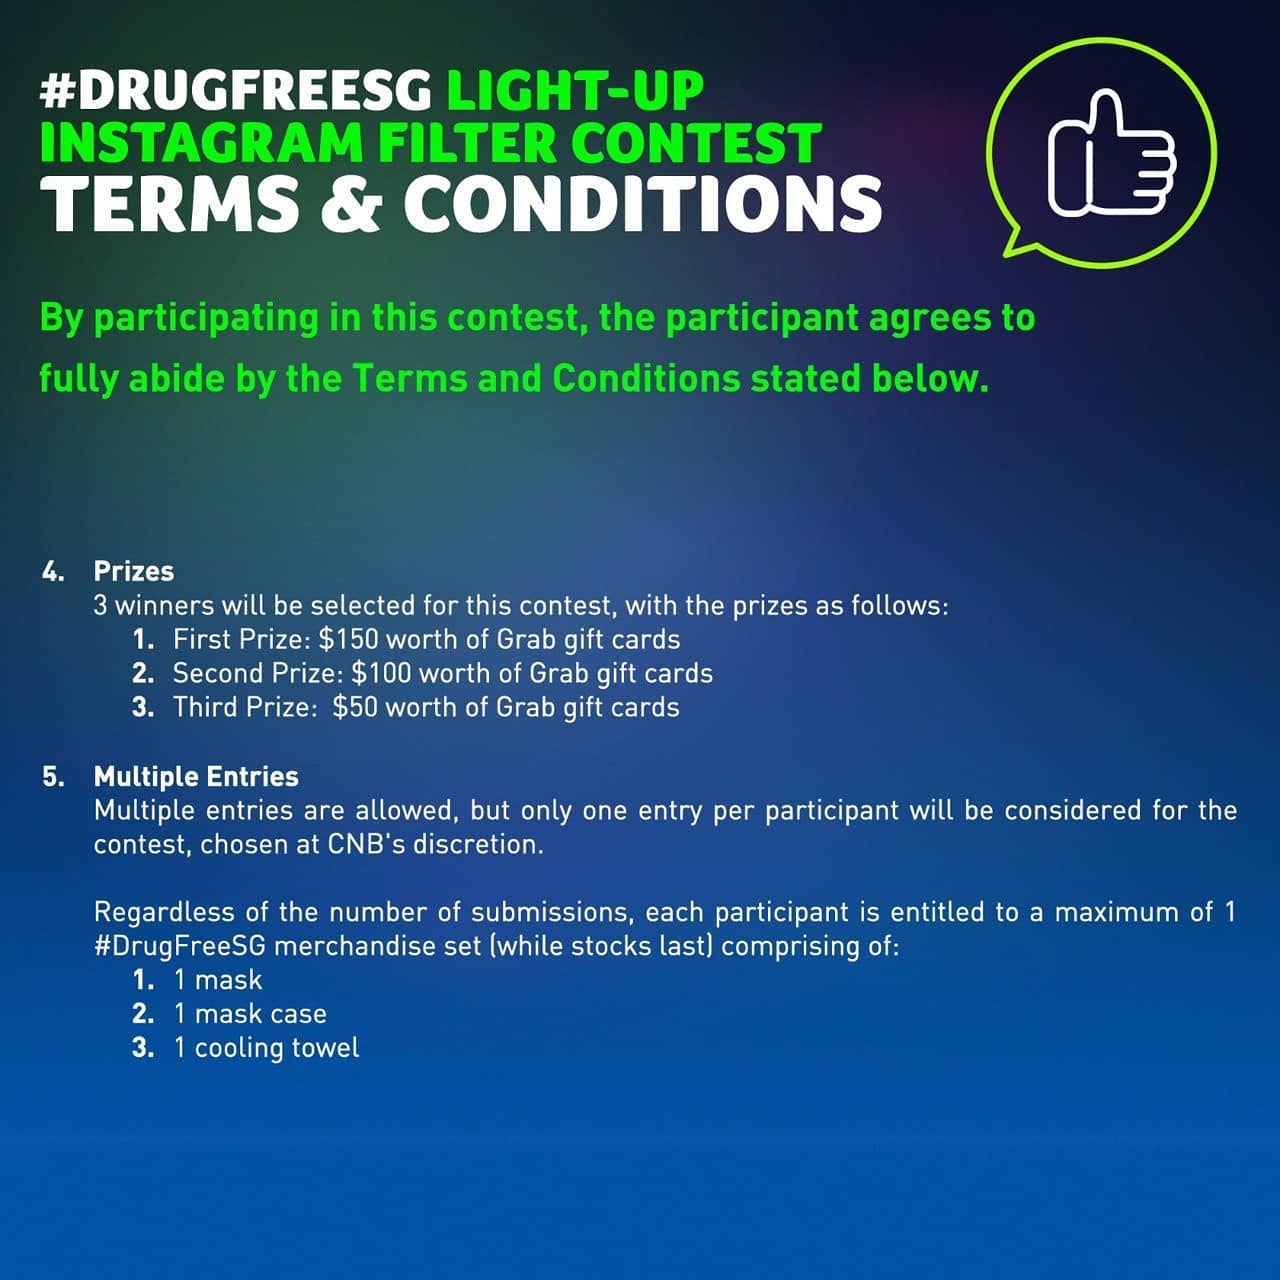 #DRUGFREESG LIGHT-UP
INSTAGRAM FILTER CONTEST
TERMS & CONDITIONS
By participating in this contest, the participant agrees to
fully abide by the Terms and Conditions stated below.
4. Prizes
3 winners will be selected for this contest, with the prizes as follows:
1. First Prize: $150 worth of Grab gift cards
2. Second Prize: $100 worth of Grab gift cards
3. Third Prize: $50 worth of Grab gift cards
5. Multiple Entries
Multiple entries are allowed, but only one entry per participant will be considered for the
contest, chosen at CNB's discretion.
Regardless of the number of submissions, each participant is entitled to a maximum of 1
#DrugFreeSG merchandise set (while stocks last) comprising of:
1. 1 mask
2. 1 mask case
3. 1 cooling towel